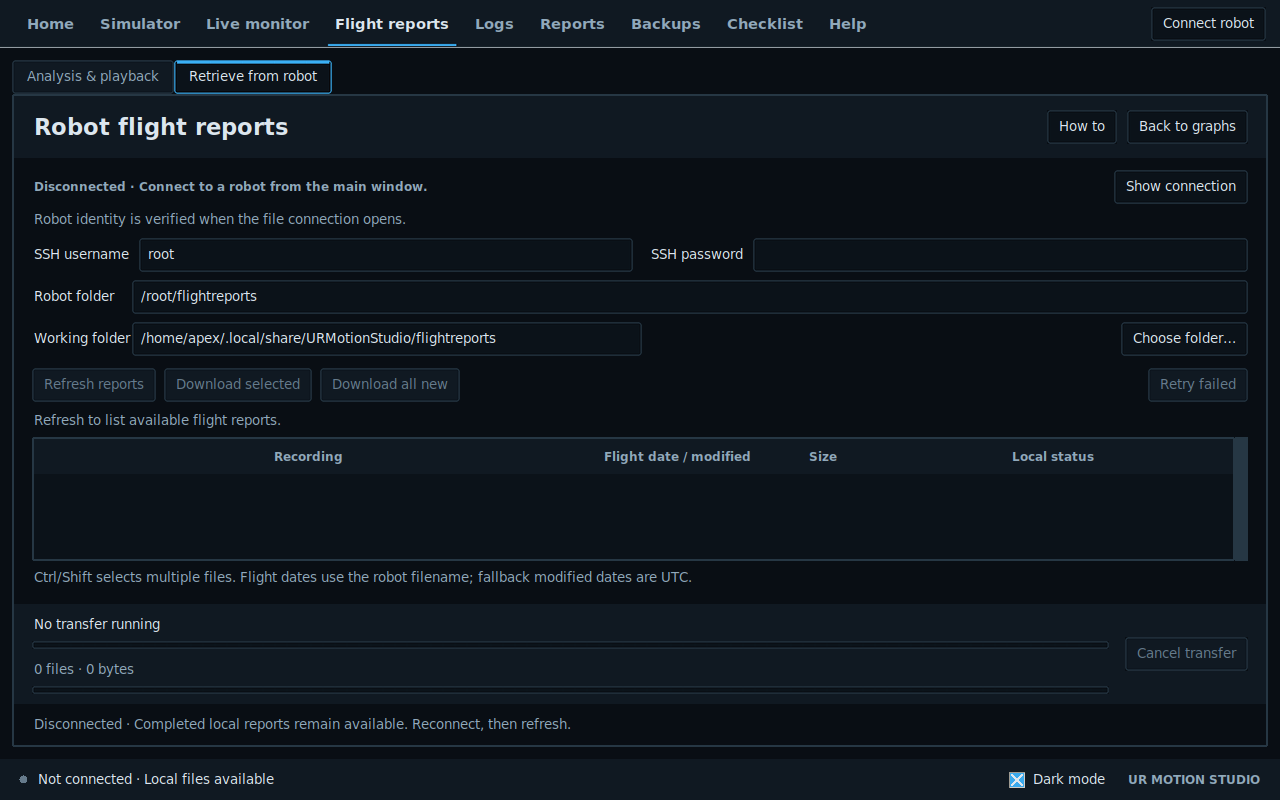 Home Simulator Live monitor Flight reports Logs Reports Backups Checklist Help Connect robot
Analysis & playback Retrieve from robot
Robot flight reports How to Back to graphs
Disconnected · Connect to a robot from the main window. Show connection
Robot identity is verified when the file connection opens.
SSH username root SSH password
Robot folder /root/flightreports
Working folder /home/apex/.local/share/URMotionStudio/flightreports Choose folder...
Refresh reports Download selected Download all new Retry failed
Refresh to list available flight reports.
Recording Flight date / modified Size Local status
Ctrl/Shift selects multiple files. Flight dates use the robot filename; fallback modified dates are UTC.
No transfer running
Cancel transfer
0 files · 0 bytes
Disconnected · Completed local reports remain available. Reconnect, then refresh.
Not connected · Local files available Dark mode UR MOTION STUDIO